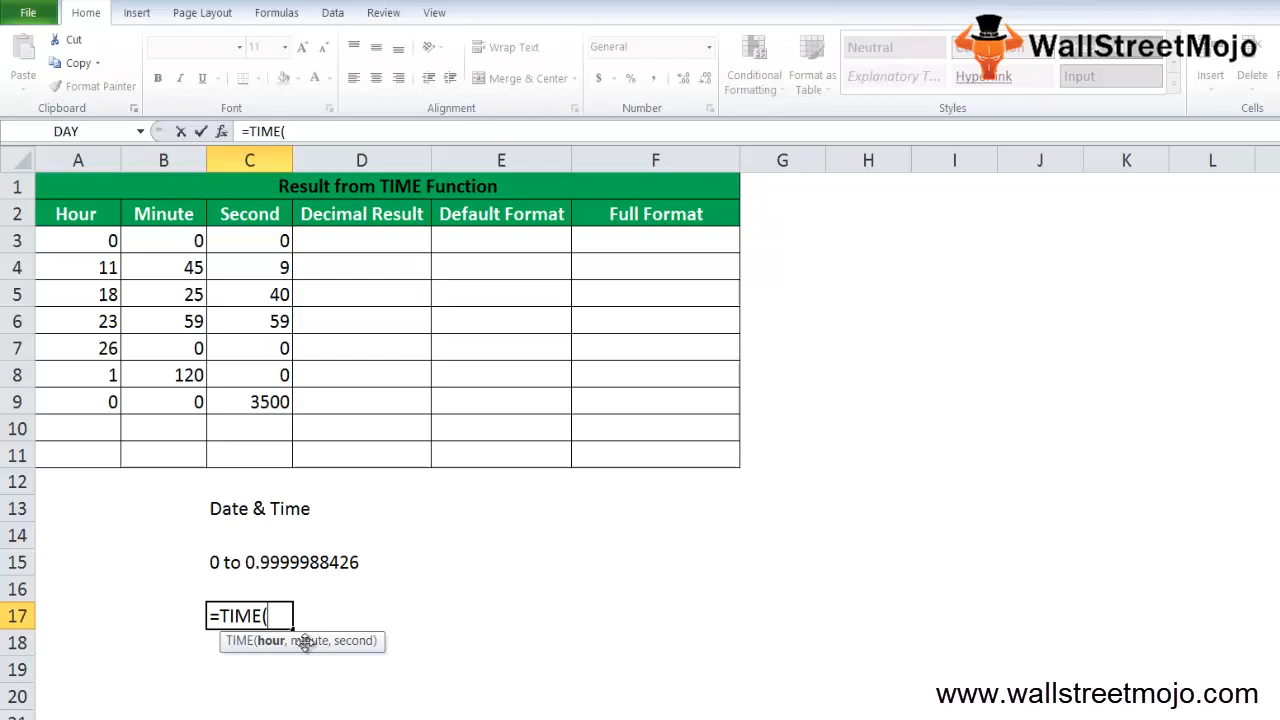 File Home Insert Page Layout Formulas Data Review View
Cut
Copy
Format Painter
Paste
Clipboard
11 A A
B I U A
Font
Wrap Text
Merge & Center
Alignment
General
$ % ,
Number
Conditional Formatting
Format as Table
Neutral
Explanatory T...
Hyperlink
Input
Styles
Insert
Delete
Cells
WallStreetMojo
DAY fx =TIME(
A B C D E F G H I J K L
1 Result from TIME Function
2 Hour Minute Second Decimal Result Default Format Full Format
3 0 0 0
4 11 45 9
5 18 25 40
6 23 59 59
7 26 0 0
8 1 120 0
9 0 0 3500
10
11
12
13 Date & Time
14
15 0 to 0.9999988426
16
17 =TIME(
18 TIME(hour, minute, second)
19
20
www.wallstreetmojo.com